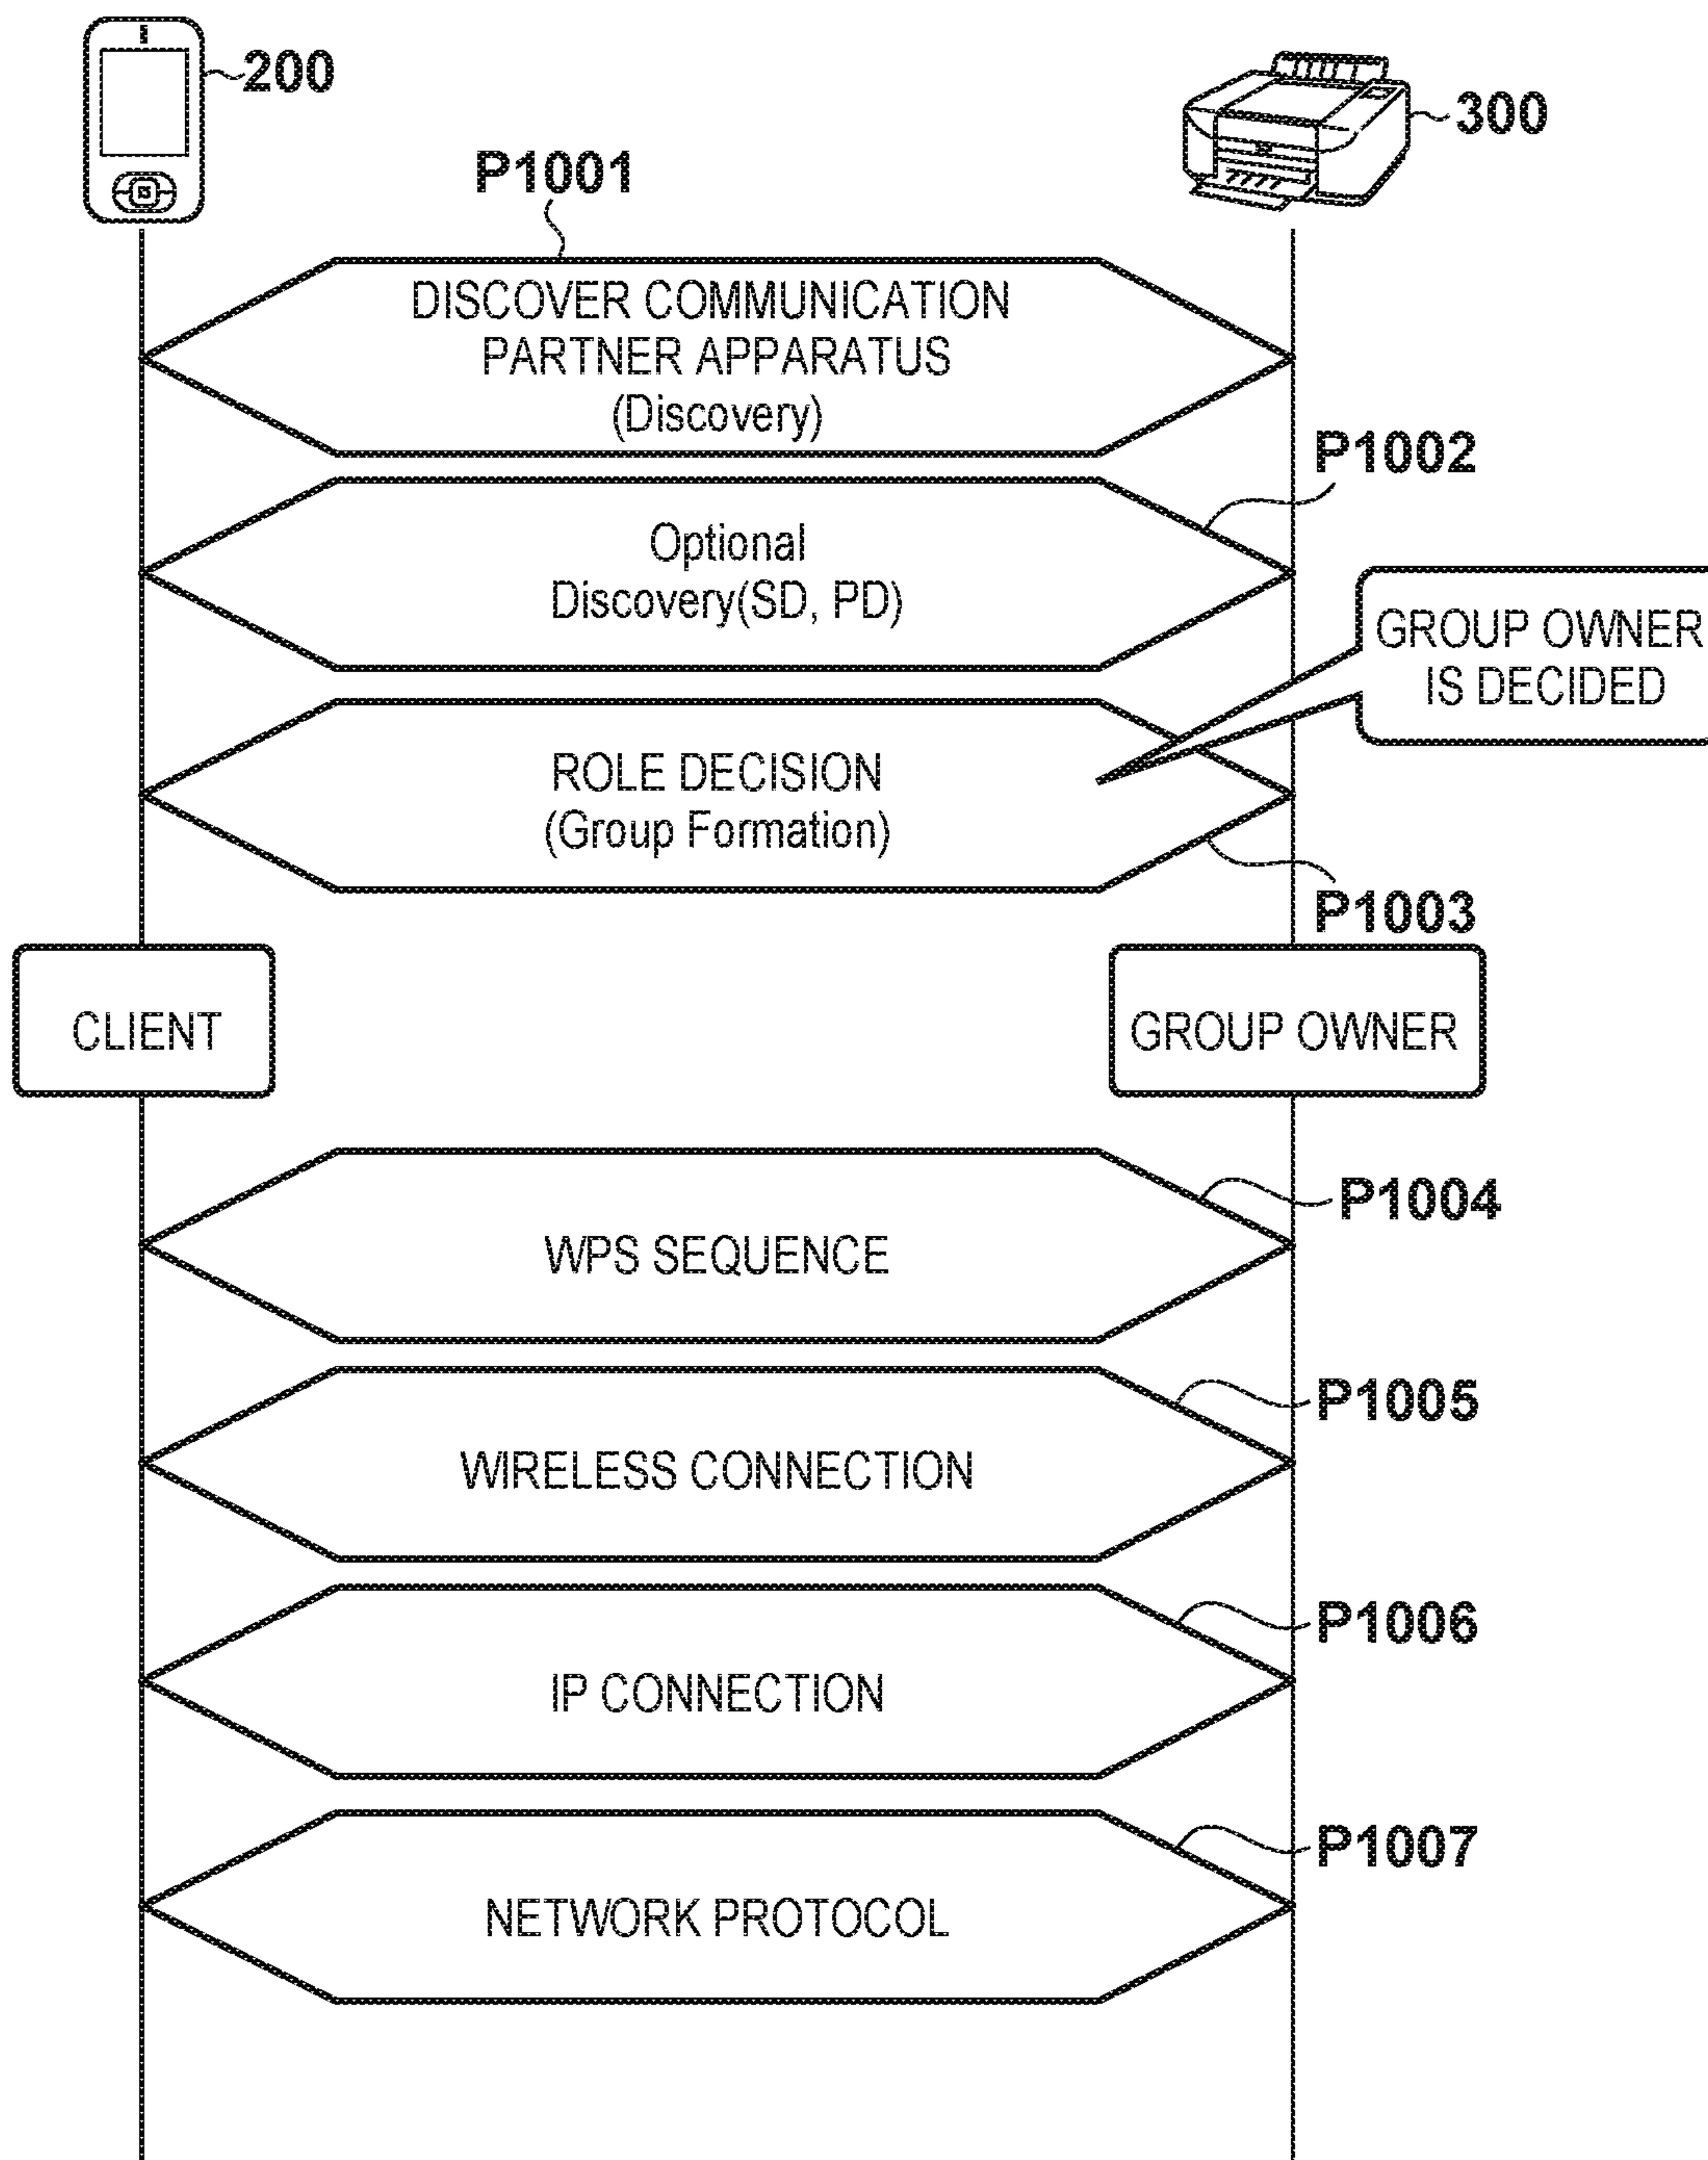 200
300
P1001
DISCOVER COMMUNICATION
PARTNER APPARATUS
(Discovery)
P1002
Optional
Discovery(SD, PD)
GROUP OWNER
IS DECIDED
ROLE DECISION
(Group Formation)
P1003
CLIENT
GROUP OWNER
P1004
WPS SEQUENCE
P1005
WIRELESS CONNECTION
P1006
IP CONNECTION
P1007
NETWORK PROTOCOL